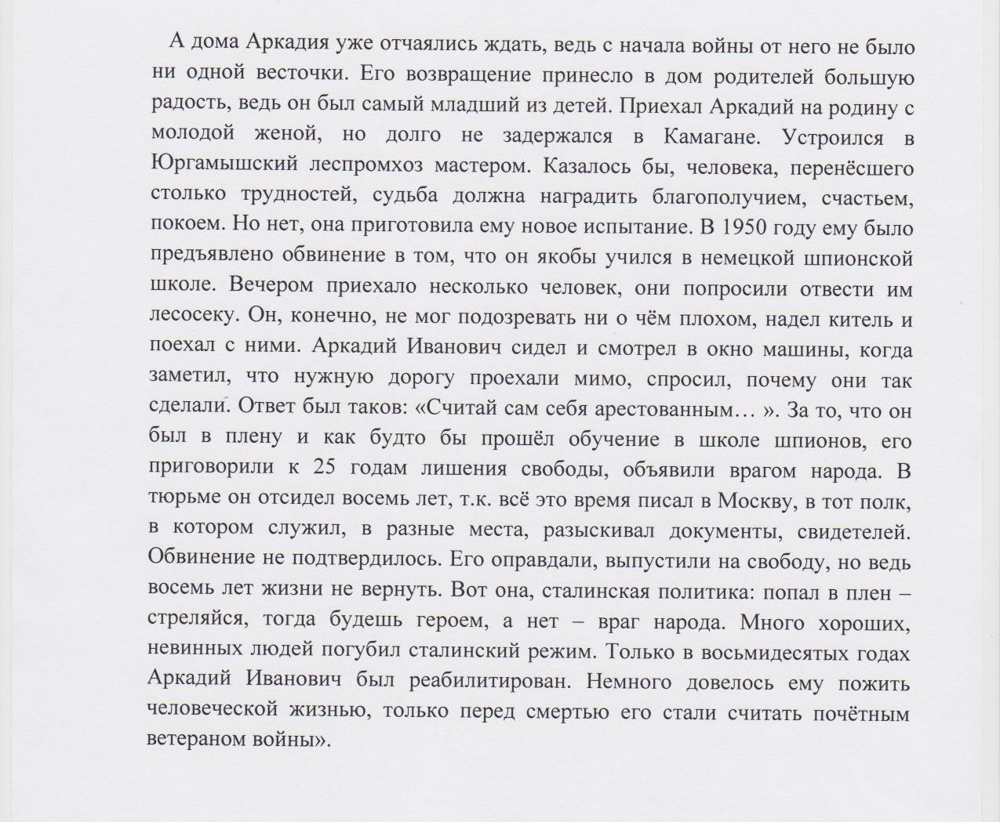 А дома Аркадия уже отчаялись ждать, ведь с начала войны от него не было
ни одной весточки. Его возвращение принесло в дом родителей большую
радость, ведь он был самый младший из детей. Приехал Аркадий на родину с
молодой женой, но долго не задержался в Камагане. Устроился в
Юргамышский леспромхоз мастером. Казалось бы, человека, перенёсшего
столько трудностей, судьба должна наградить благополучием, счастьем,
покоем. Но нет, она приготовила ему новое испытание. В 1950 году ему было
предъявлено обвинение в том, что он якобы учился в немецкой шпионской
школе. Вечером приехало несколько человек, они попросили отвести им
лесосеку. Он, конечно, не мог подозревать ни о чём плохом, надел китель и
поехал с ними. Аркадий Иванович сидел и смотрел в окно машины, когда
заметил, что нужную дорогу проехали мимо, спросил, почему они так
сделали. Ответ был таков: «Считай сам себя арестованным… ». За то, что он
был в плену и как будто бы прошёл обучение в школе шпионов, его
приговорили к 25 годам лишения свободы, объявили врагом народа. В
тюрьме он отсидел восемь лет, т.к. всё это время писал в Москву, в тот полк,
в котором служил, в разные места, разыскивал документы, свидетелей.
Обвинение не подтвердилось. Его оправдали, выпустили на свободу, но ведь
восемь лет жизни не вернуть. Вот она, сталинская политика: попал в плен –
стреляйся, тогда будешь героем, а нет – враг народа. Много хороших,
невинных людей погубил сталинский режим. Только в восьмидесятых годах
Аркадий Иванович был реабилитирован. Немного довелось ему пожить
человеческой жизнью, только перед смертью его стали считать почётным
ветераном войны».